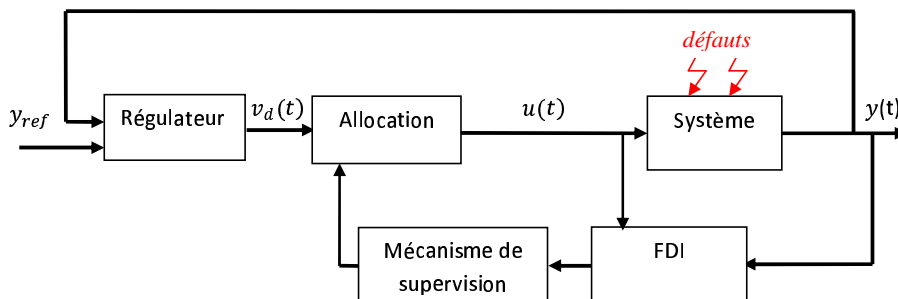 défauts
y_ref
Régulateur
v_d(t)
Allocation
u(t)
Système
y(t)
Mécanisme de
supervision
FDI